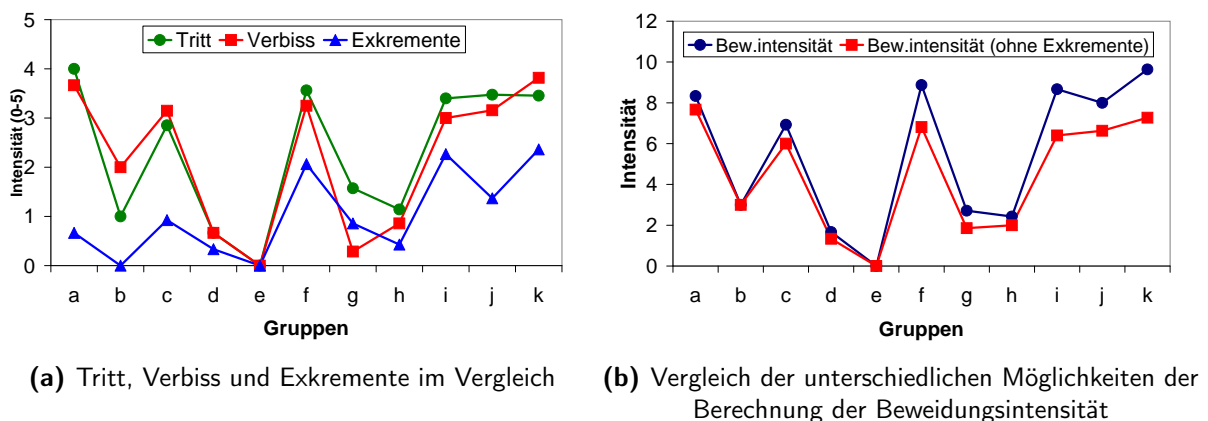 5
4
3
2
1
0
Intensität (0-5)
Tritt Verbiss Exkremente
a b c d e f g h i j k
Gruppen
(a) Tritt, Verbiss und Exkremente im Vergleich
12
10
8
6
4
2
0
Intensität
Bew.intensität Bew.intensität (ohne Exkremente)
a b c d e f g h i j k
Gruppen
(b) Vergleich der unterschiedlichen Möglichkeiten der
Berechnung der Beweidungsintensität